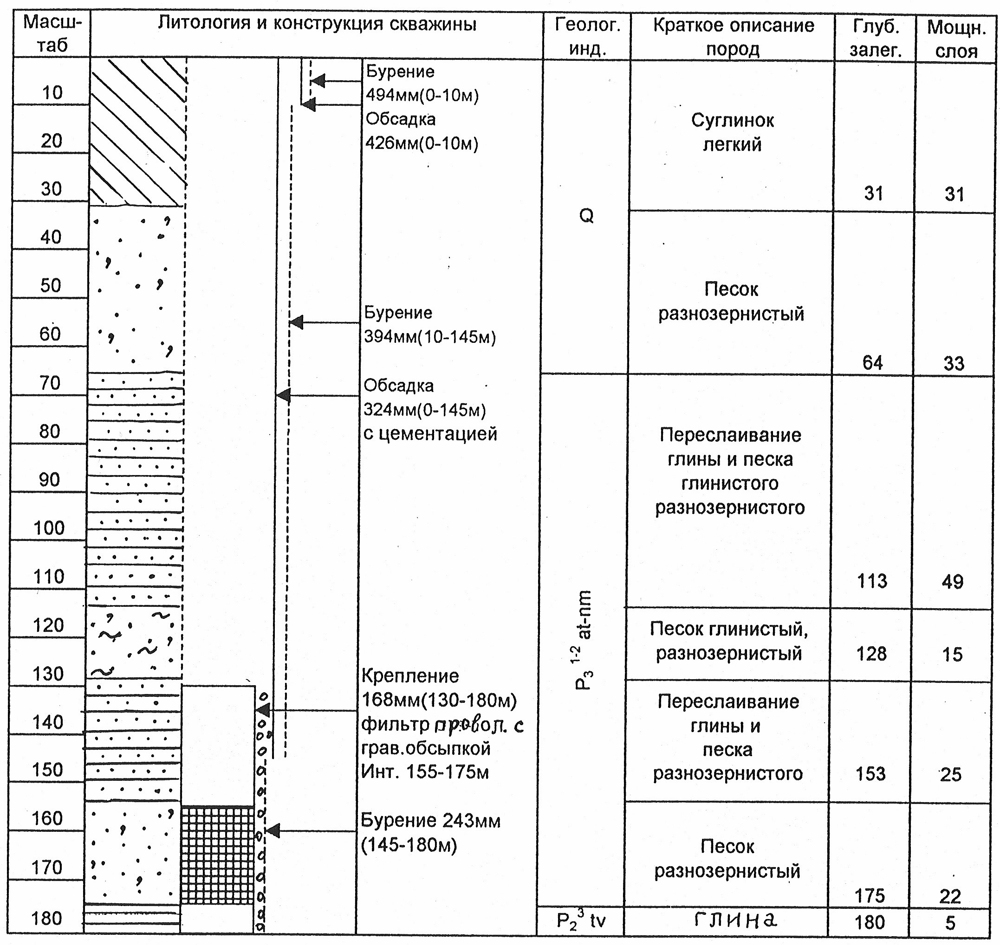 Масш-
таб
Литология и конструкция скважины
Геолог.
инд.
Краткое описание
пород
Глуб.
залег.
Мощн.
слоя
10
20
30
40
50
60
70
80
90
100
110
120
130
140
150
160
170
180
Бурение
494мм(0-10м)
Обсадка
426мм(0-10м)
Бурение
394мм(10-145м)
Обсадка
324мм(0-145м)
с цементацией
Крепление
168мм(130-180м)
фильтр провол. с
грав.обсыпкой
Инт. 155-175м
Бурение 243мм
(145-180м)
Q
P₃¹⁻² at-nm
P₂³ tv
Суглинок
легкий
31
31
Песок
разнозернистый
64
33
Переслаивание
глины и песка
глинистого
разнозернистого
113
49
Песок глинистый,
разнозернистый
128
15
Переслаивание
глины и
песка
разнозернистого
153
25
Песок
разнозернистый
175
22
глина
180
5